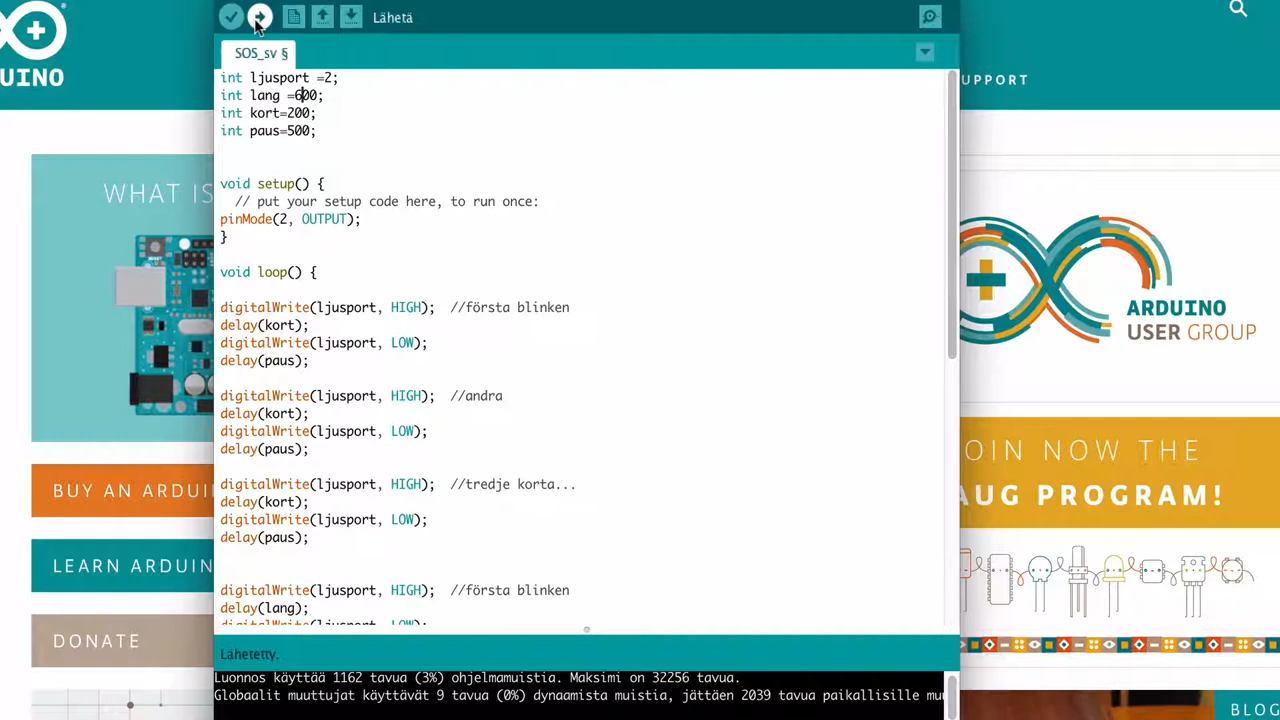 Lähetä
SOS_sv §
int ljusport =2;
int lang =600;
int kort=200;
int paus=500;
void setup() {
// put your setup code here, to run once:
pinMode(2, OUTPUT);
}
void loop() {
digitalWrite(ljusport, HIGH); //första blinken
delay(kort);
digitalWrite(ljusport, LOW);
delay(paus);
digitalWrite(ljusport, HIGH); //andra
delay(kort);
digitalWrite(ljusport, LOW);
delay(paus);
digitalWrite(ljusport, HIGH); //tredje korta...
delay(kort);
digitalWrite(ljusport, LOW);
delay(paus);
digitalWrite(ljusport, HIGH); //första blinken
delay(lang);
digitalWrite(ljusport, LOW);
Lähetetty.
Luonnos käyttää 1162 tavua (3%) ohjelmamuistia. Maksimi on 32256 tavua.
Globaalit muuttujat käyttävät 9 tavua (0%) dynaamista muistia, jättäen 2039 tavua paikallisille mu
UINO
WHAT IS
BUY AN ARDUI
LEARN ARDUIN
DONATE
UPPORT
ARDUINO
USER GROUP
OIN NOW THE
AUG PROGRAM!
BLOG